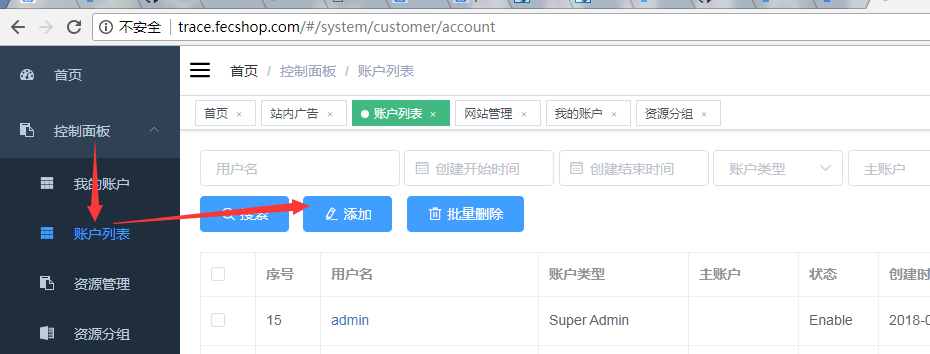 不安全 | trace.fecshop.com/#/system/customer/account
首页
控制面板
我的账户
账户列表
资源管理
资源分组
首页 / 控制面板 / 账户列表
首页 × 站内广告 × 账户列表 × 网站管理 × 我的账户 × 资源分组 ×
用户名 创建开始时间 创建结束时间 账户类型 主账户
搜索 添加 批量删除
序号 用户名 账户类型 主账户 状态 创建时
15 admin Super Admin Enable 2018-0